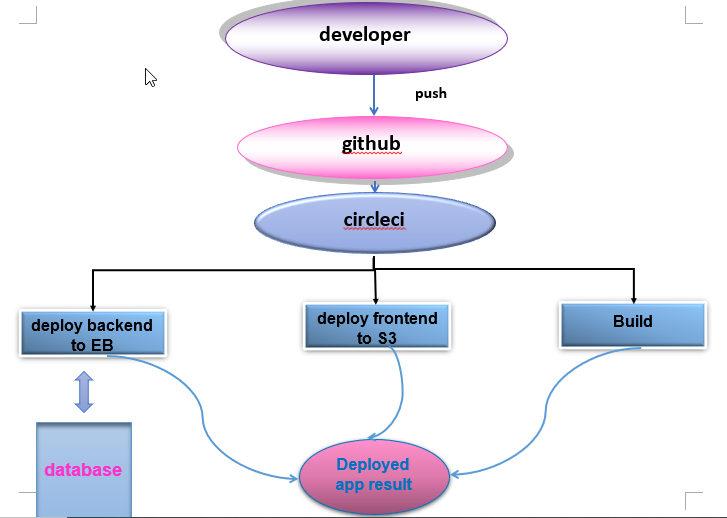 developer
push
github
circleci
deploy backend
to EB
deploy frontend
to S3
Build
database
Deployed
app result